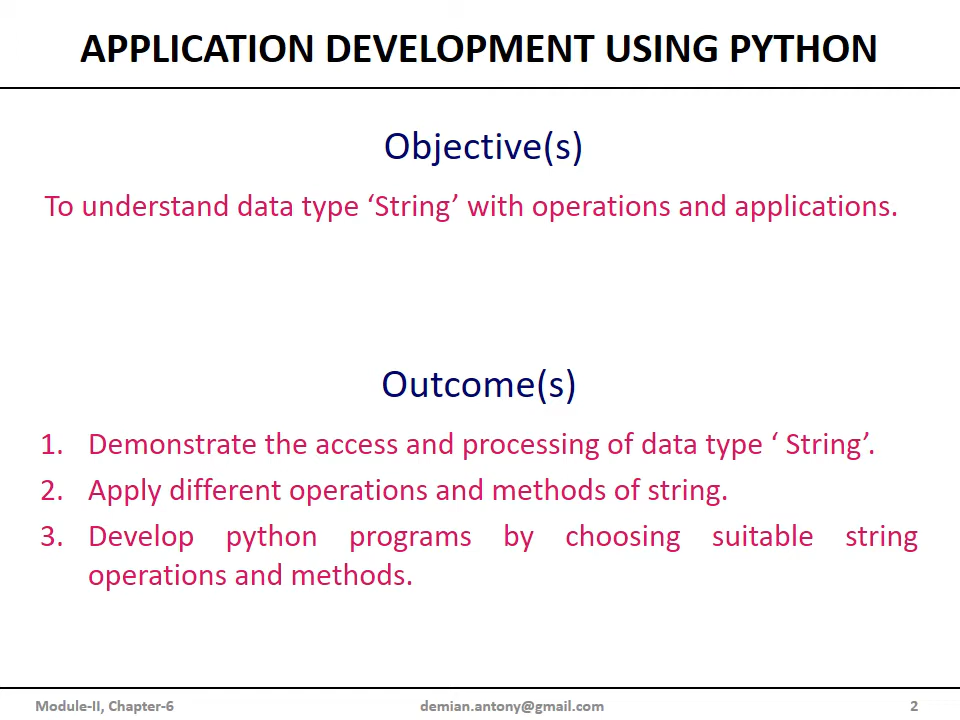 APPLICATION DEVELOPMENT USING PYTHON
Objective(s)
To understand data type ‘String’ with operations and applications.
Outcome(s)
1. Demonstrate the access and processing of data type ‘ String’.
2. Apply different operations and methods of string.
3. Develop python programs by choosing suitable string
operations and methods.
Module-II, Chapter-6 demian.antony@gmail.com 2